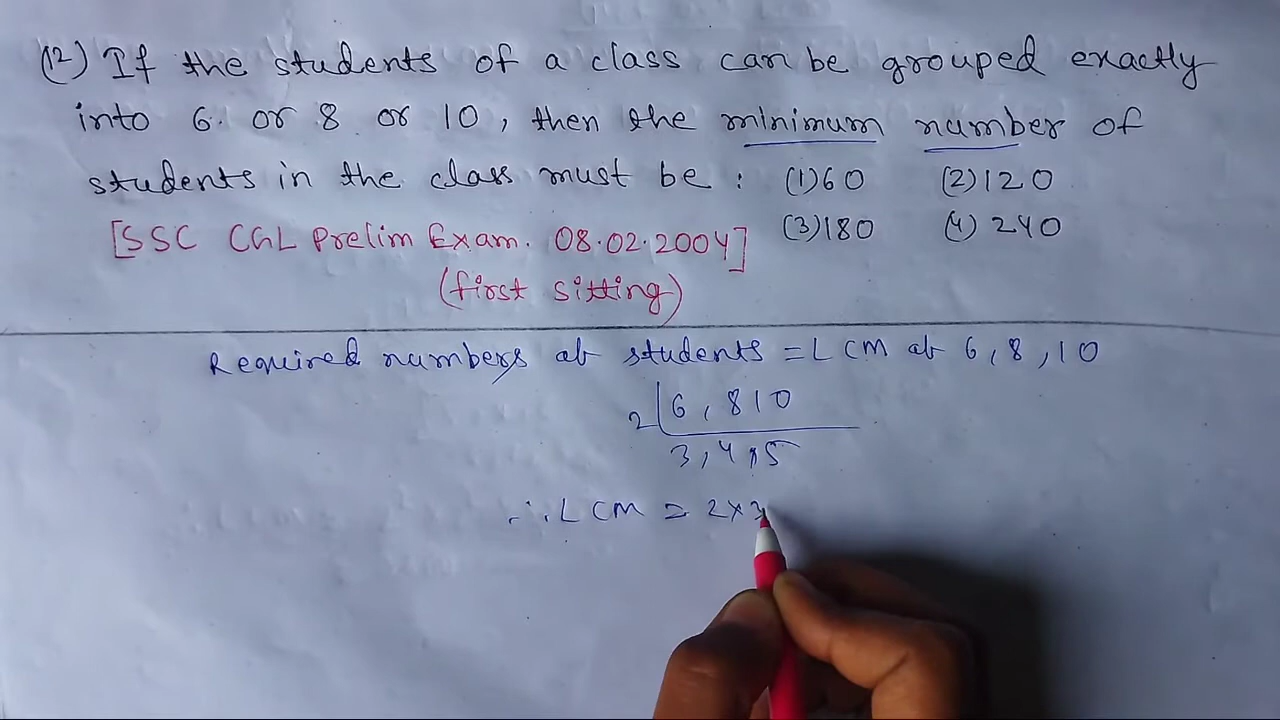 (12) If the students of a class can be grouped exactly
into 6 or 8 or 10, then the minimum number of
students in the class must be : (1) 60 (2) 120
[SSC CGL Prelim Exam. 08.02.2004] (3) 180 (4) 240
(first sitting)
Required numbers of students = LCM of 6, 8, 10
2 6, 8 10
3, 4, 5
∴ LCM = 2×3